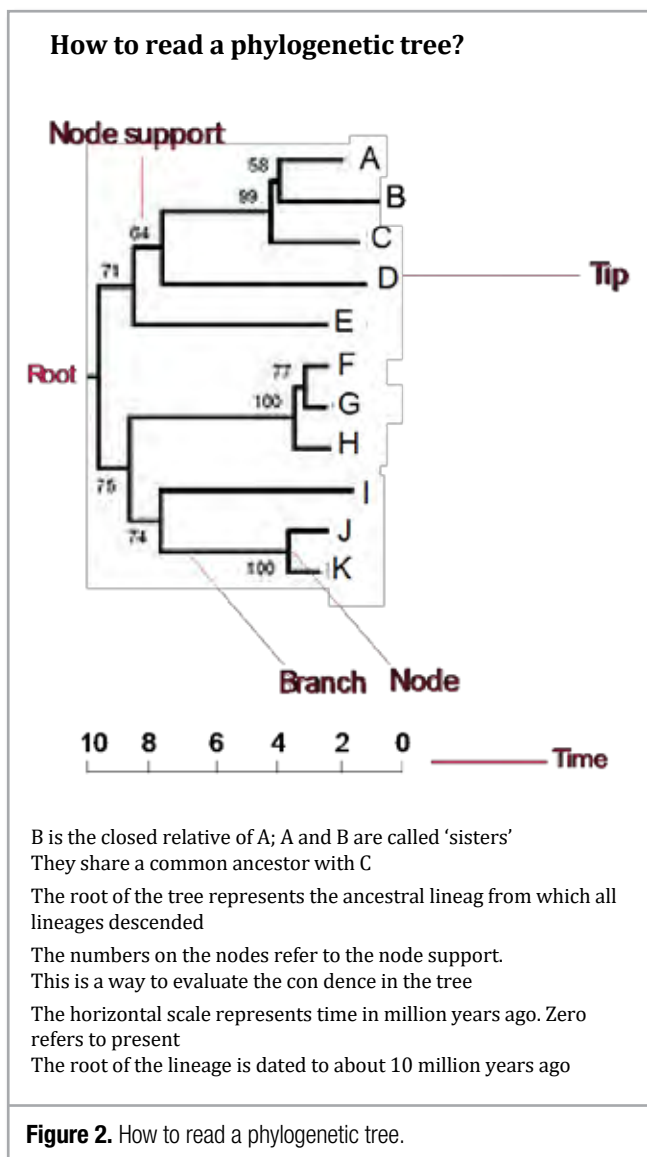 How to read a phylogenetic tree?
Node support
58
A
99
B
C
64
D
Tip
71
E
Root
77
F
100
G
H
75
I
74
J
100
K
Branch
Node
10 8 6 4 2 0
Time
B is the closed relative of A; A and B are called ‘sisters’
They share a common ancestor with C
The root of the tree represents the ancestral lineag from which all
lineages descended
The numbers on the nodes refer to the node support.
This is a way to evaluate the con dence in the tree
The horizontal scale represents time in million years ago. Zero
refers to present
The root of the lineage is dated to about 10 million years ago
Figure 2. How to read a phylogenetic tree.